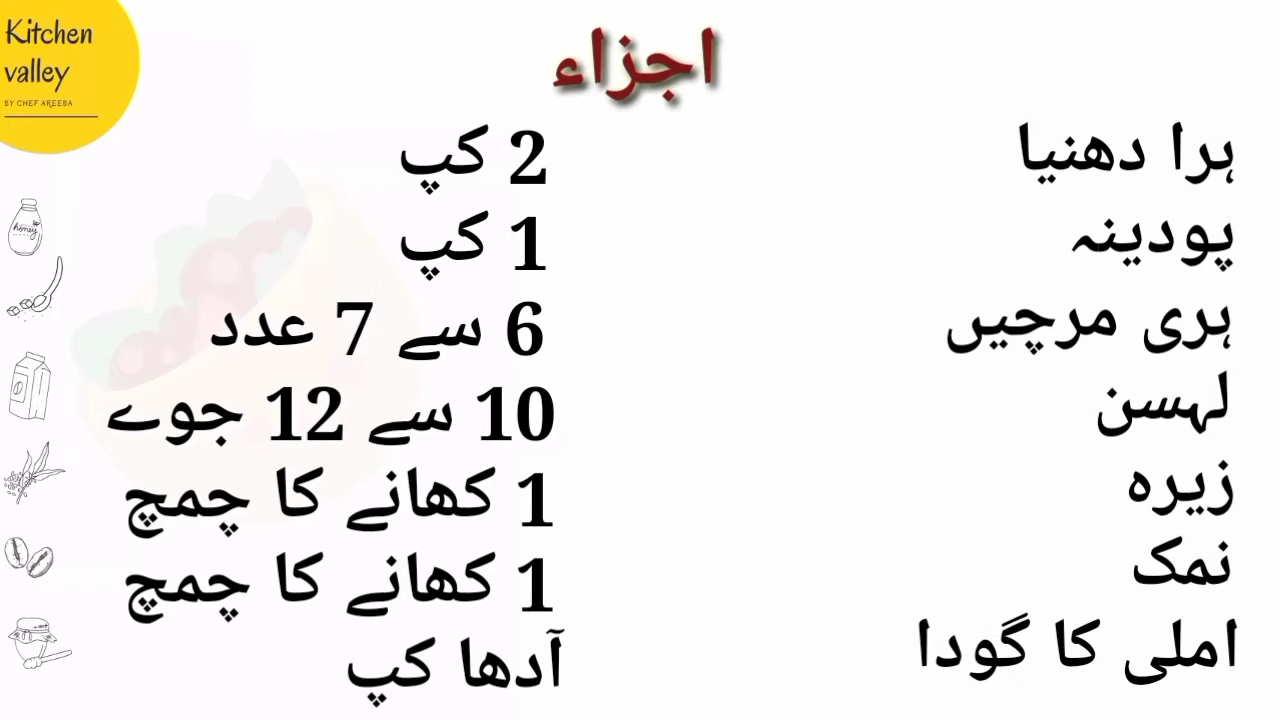 Kitchen
valley
BY CHEF AREEBA
اجزاء
ہرا دھنیا 2 کپ
پودینہ 1 کپ
ہری مرچیں 6 سے 7 عدد
لہسن 10 سے 12 جوے
زیرہ 1 کھانے کا چمچ
نمک 1 کھانے کا چمچ
املی کا گودا آدھا کپ
honey